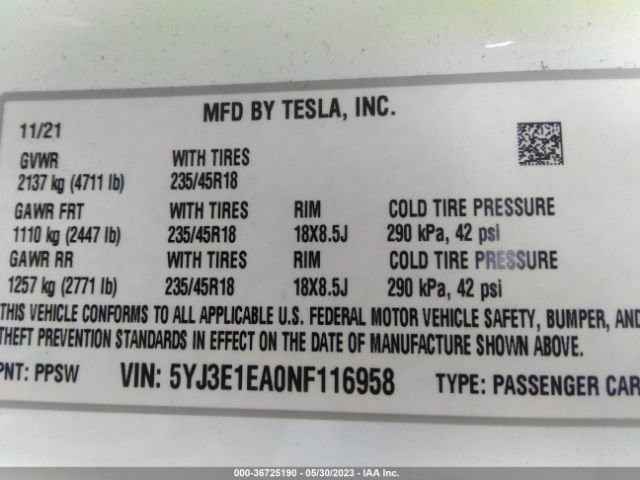 MFD BY TESLA, INC.
11/21
GVWR WITH TIRES
2137 kg (4711 lb) 235/45R18
GAWR FRT WITH TIRES RIM COLD TIRE PRESSURE
1110 kg (2447 lb) 235/45R18 18X8.5J 290 kPa, 42 psi
GAWR RR WITH TIRES RIM COLD TIRE PRESSURE
1257 kg (2771 lb) 235/45R18 18X8.5J 290 kPa, 42 psi
THIS VEHICLE CONFORMS TO ALL APPLICABLE U.S. FEDERAL MOTOR VEHICLE SAFETY, BUMPER, AND
THEFT PREVENTION STANDARDS IN EFFECT ON THE DATE OF MANUFACTURE SHOWN ABOVE.
PNT: PPSW VIN: 5YJ3E1EA0NF116958 TYPE: PASSENGER CAR
000-36725190 - 05/30/2023 - IAA Inc.